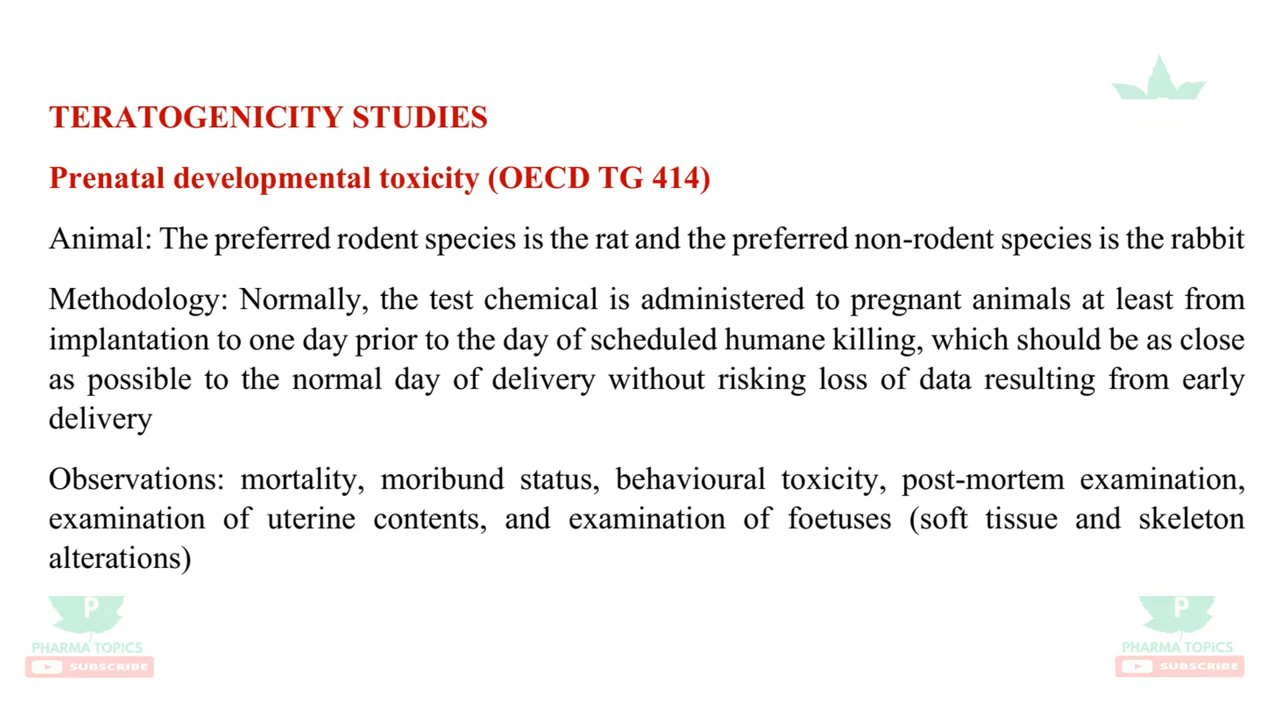 TERATOGENICITY STUDIES
Prenatal developmental toxicity (OECD TG 414)
Animal: The preferred rodent species is the rat and the preferred non-rodent species is the rabbit
Methodology: Normally, the test chemical is administered to pregnant animals at least from
implantation to one day prior to the day of scheduled humane killing, which should be as close
as possible to the normal day of delivery without risking loss of data resulting from early
delivery
Observations: mortality, moribund status, behavioural toxicity, post-mortem examination,
examination of uterine contents, and examination of foetuses (soft tissue and skeleton
alterations)
P
PHARMA TOPICS
SUBSCRIBE
P
PHARMA TOPICS
SUBSCRIBE